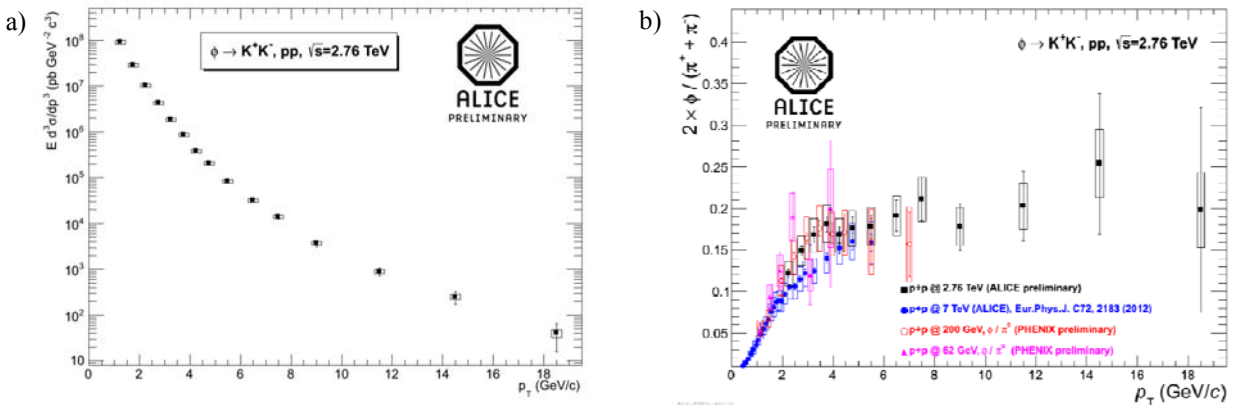 a)
E d³σ/dp³ (pb GeV⁻² c³)
10⁸
10⁷
10⁶
10⁵
10⁴
10³
10²
10
ϕ → K⁺K⁻, pp, √s=2.76 TeV
ALICE
PRELIMINARY
0 2 4 6 8 10 12 14 16 18
p_T (GeV/c)
b)
2 × ϕ / (π⁺ + π⁻)
0.4
0.35
0.3
0.25
0.2
0.15
0.1
0.05
ϕ → K⁺K⁻, pp, √s=2.76 TeV
ALICE
PRELIMINARY
p+p @ 2.76 TeV (ALICE preliminary)
p+p @ 7 TeV (ALICE), Eur.Phys.J. C72, 2183 (2012)
p+p @ 200 GeV, ϕ / π⁰ (PHENIX preliminary)
p+p @ 62 GeV, ϕ / π⁰ (PHENIX preliminary)
0 2 4 6 8 10 12 14 16 18
p_T (GeV/c)